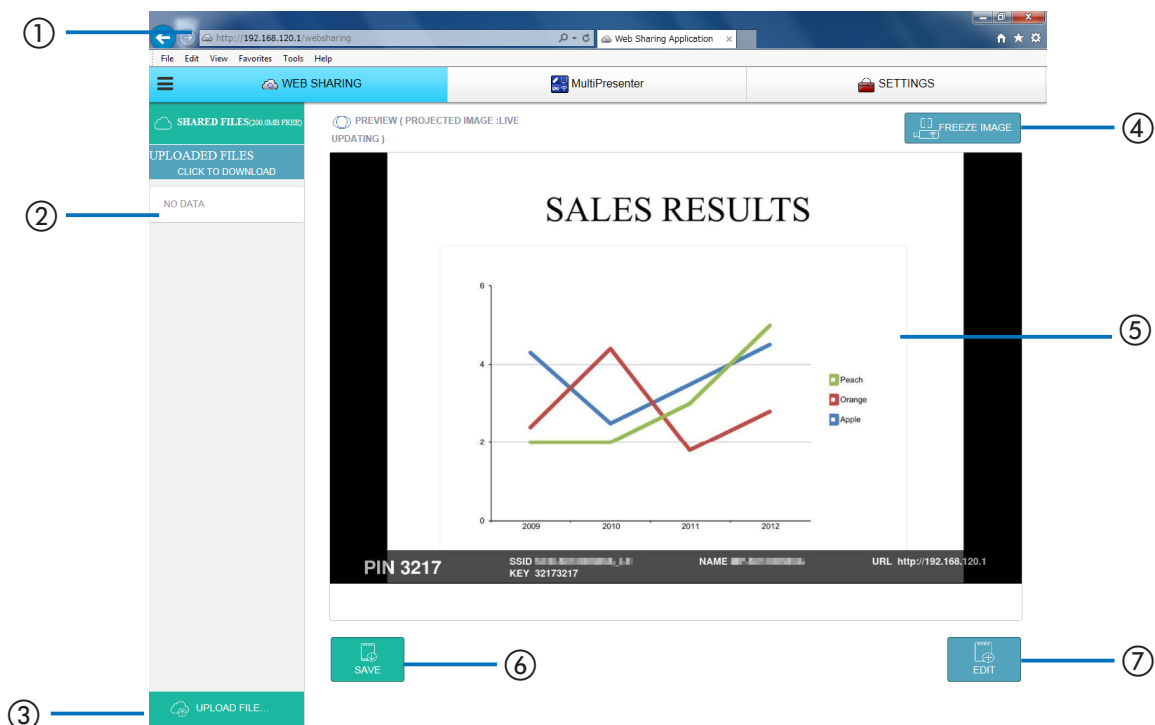 ①
http://192.168.120.1/websharing
Web Sharing Application
File Edit View Favorites Tools Help
WEB SHARING
MultiPresenter
SETTINGS
SHARED FILES(200.0MB FREE)
PREVIEW ( PROJECTED IMAGE :LIVE
UPDATING )
FREEZE IMAGE
④
UPLOADED FILES
CLICK TO DOWNLOAD
②
NO DATA
SALES RESULTS
6
4
2
0
2009 2010 2011 2012
Peach
Orange
Apple
⑤
PIN 3217
SSID
KEY 32173217
NAME
URL http://192.168.120.1
SAVE
⑥
EDIT
⑦
③
UPLOAD FILE...